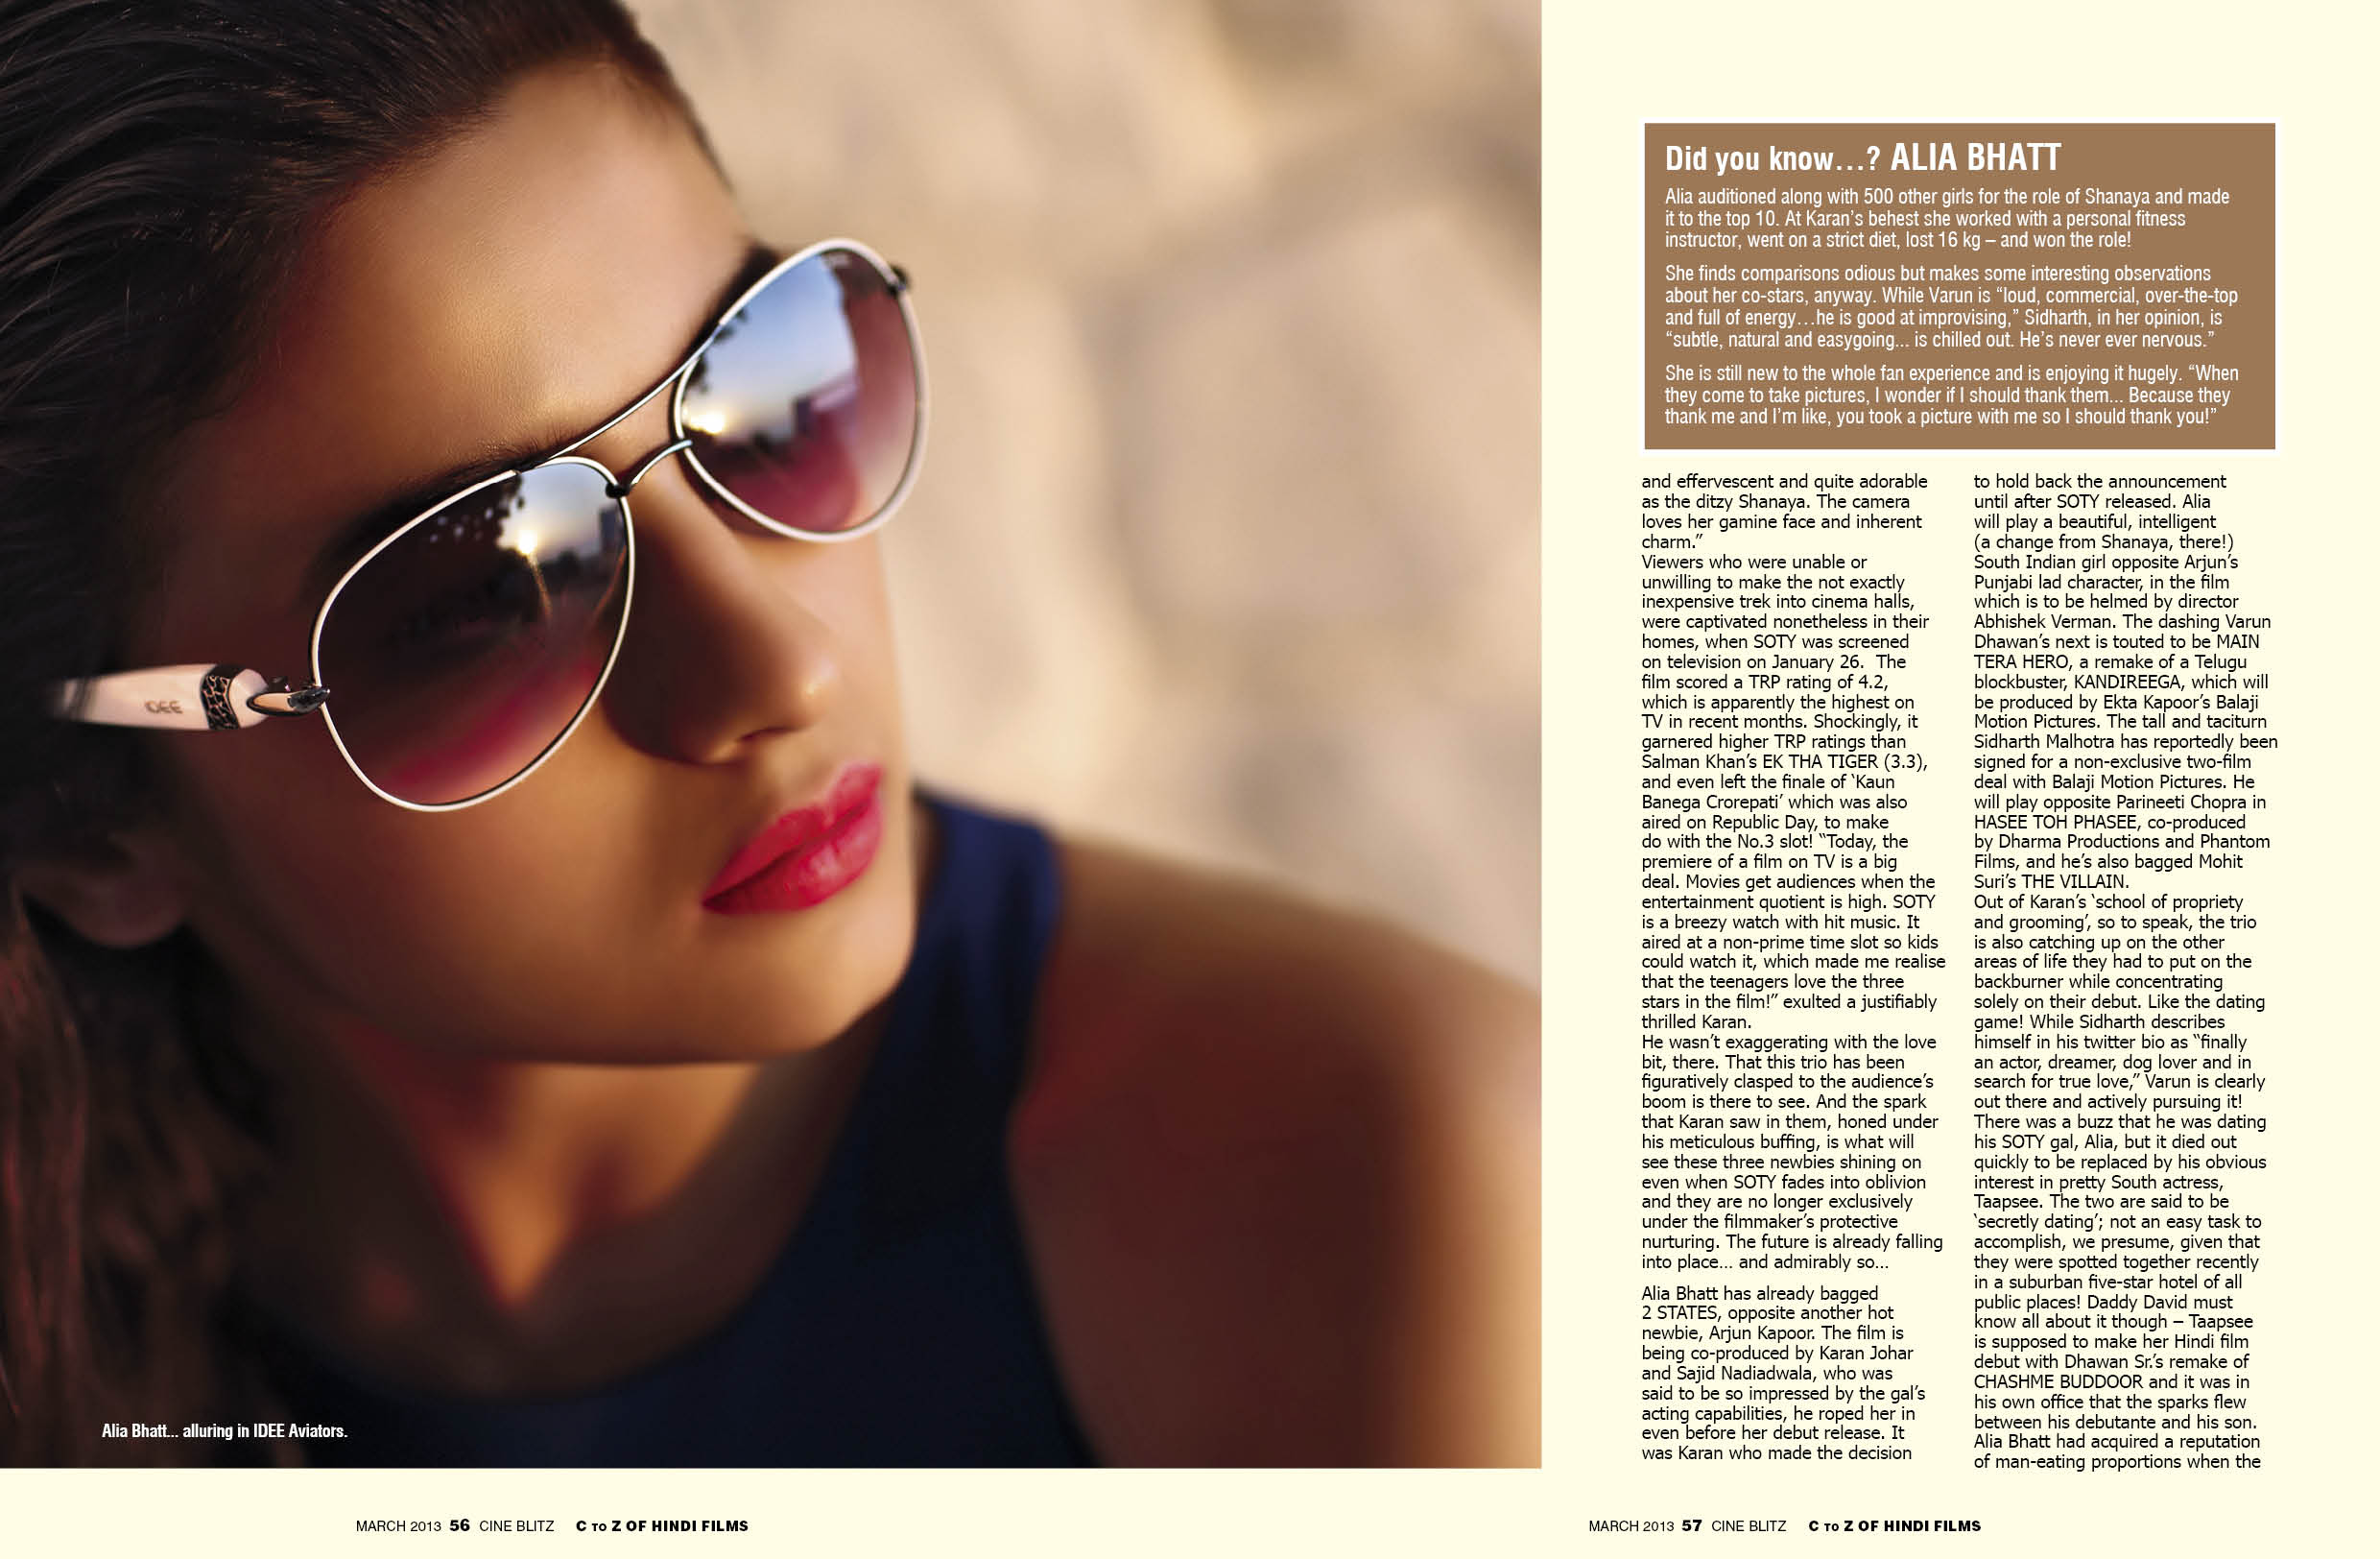 IDEE
Alia Bhatt... alluring in IDEE Aviators.
MARCH 2013 56 CINE BLITZ C TO Z OF HINDI FILMS
Did you know…? ALIA BHATT
Alia auditioned along with 500 other girls for the role of Shanaya and made
it to the top 10. At Karan’s behest she worked with a personal fitness
instructor, went on a strict diet, lost 16 kg – and won the role!
She finds comparisons odious but makes some interesting observations
about her co-stars, anyway. While Varun is “loud, commercial, over-the-top
and full of energy…he is good at improvising,” Sidharth, in her opinion, is
“subtle, natural and easygoing... is chilled out. He’s never ever nervous.”
She is still new to the whole fan experience and is enjoying it hugely. “When
they come to take pictures, I wonder if I should thank them... Because they
thank me and I’m like, you took a picture with me so I should thank you!”
and effervescent and quite adorable
as the ditzy Shanaya. The camera
loves her gamine face and inherent
charm.”
Viewers who were unable or
unwilling to make the not exactly
inexpensive trek into cinema halls,
were captivated nonetheless in their
homes, when SOTY was screened
on television on January 26.  The
film scored a TRP rating of 4.2,
which is apparently the highest on
TV in recent months. Shockingly, it
garnered higher TRP ratings than
Salman Khan’s EK THA TIGER (3.3),
and even left the finale of ‘Kaun
Banega Crorepati’ which was also
aired on Republic Day, to make
do with the No.3 slot! “Today, the
premiere of a film on TV is a big
deal. Movies get audiences when the
entertainment quotient is high. SOTY
is a breezy watch with hit music. It
aired at a non-prime time slot so kids
could watch it, which made me realise
that the teenagers love the three
stars in the film!” exulted a justifiably
thrilled Karan.
He wasn’t exaggerating with the love
bit, there. That this trio has been
figuratively clasped to the audience’s
boom is there to see. And the spark
that Karan saw in them, honed under
his meticulous buffing, is what will
see these three newbies shining on
even when SOTY fades into oblivion
and they are no longer exclusively
under the filmmaker’s protective
nurturing. The future is already falling
into place… and admirably so…
Alia Bhatt has already bagged
2 STATES, opposite another hot
newbie, Arjun Kapoor. The film is
being co-produced by Karan Johar
and Sajid Nadiadwala, who was
said to be so impressed by the gal’s
acting capabilities, he roped her in
even before her debut release. It
was Karan who made the decision
to hold back the announcement
until after SOTY released. Alia
will play a beautiful, intelligent
(a change from Shanaya, there!)
South Indian girl opposite Arjun’s
Punjabi lad character, in the film
which is to be helmed by director
Abhishek Verman. The dashing Varun
Dhawan’s next is touted to be MAIN
TERA HERO, a remake of a Telugu
blockbuster, KANDIREEGA, which will
be produced by Ekta Kapoor’s Balaji
Motion Pictures. The tall and taciturn
Sidharth Malhotra has reportedly been
signed for a non-exclusive two-film
deal with Balaji Motion Pictures. He
will play opposite Parineeti Chopra in
HASEE TOH PHASEE, co-produced
by Dharma Productions and Phantom
Films, and he’s also bagged Mohit
Suri’s THE VILLAIN.
Out of Karan’s ‘school of propriety
and grooming’, so to speak, the trio
is also catching up on the other
areas of life they had to put on the
backburner while concentrating
solely on their debut. Like the dating
game! While Sidharth describes
himself in his twitter bio as “finally
an actor, dreamer, dog lover and in
search for true love,” Varun is clearly
out there and actively pursuing it!
There was a buzz that he was dating
his SOTY gal, Alia, but it died out
quickly to be replaced by his obvious
interest in pretty South actress,
Taapsee. The two are said to be
‘secretly dating’; not an easy task to
accomplish, we presume, given that
they were spotted together recently
in a suburban five-star hotel of all
public places! Daddy David must
know all about it though – Taapsee
is supposed to make her Hindi film
debut with Dhawan Sr.’s remake of
CHASHME BUDDOOR and it was in
his own office that the sparks flew
between his debutante and his son.
Alia Bhatt had acquired a reputation
of man-eating proportions when the
MARCH 2013 57 CINE BLITZ C TO Z OF HINDI FILMS